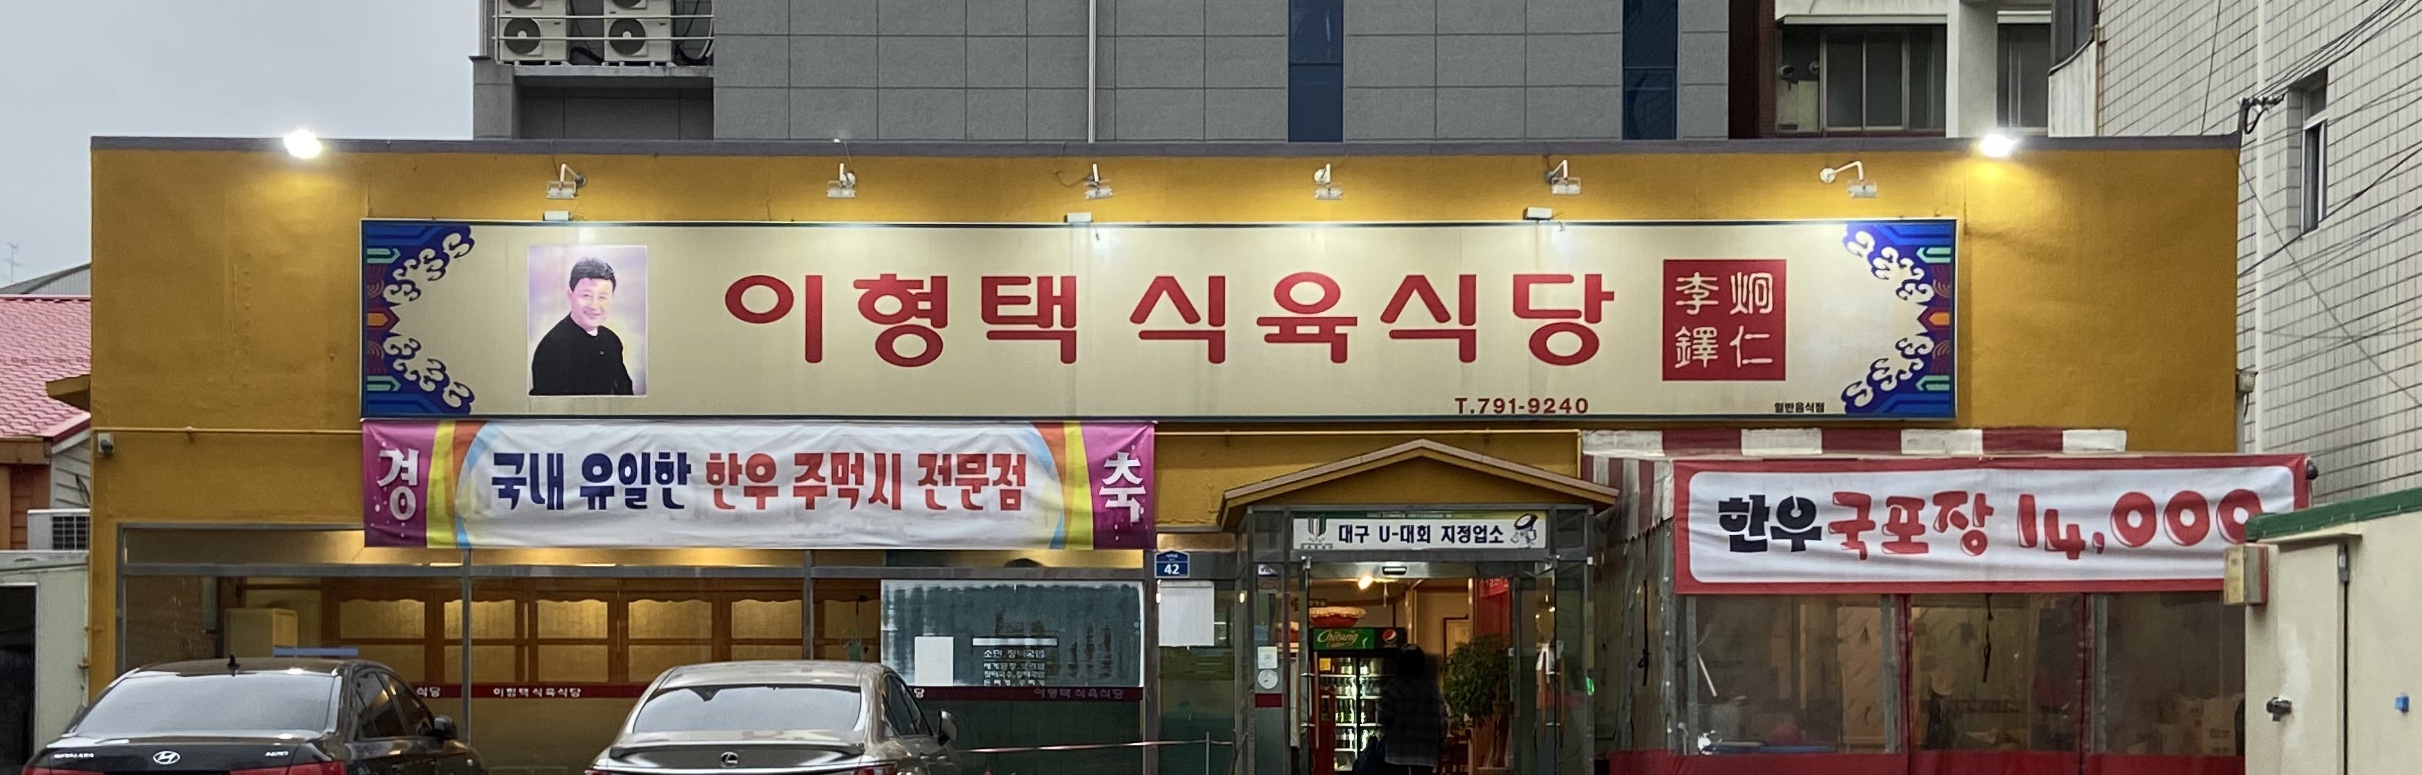 이형택 식육식당
李炯
鐸仁
T.791-9240
일반음식점
경 국내 유일한 한우 주먹시 전문점 축
한우국포장 14,000
대구 U-대회 지정업소
42
Chilsung
이형택식육식당
이형택식육식당